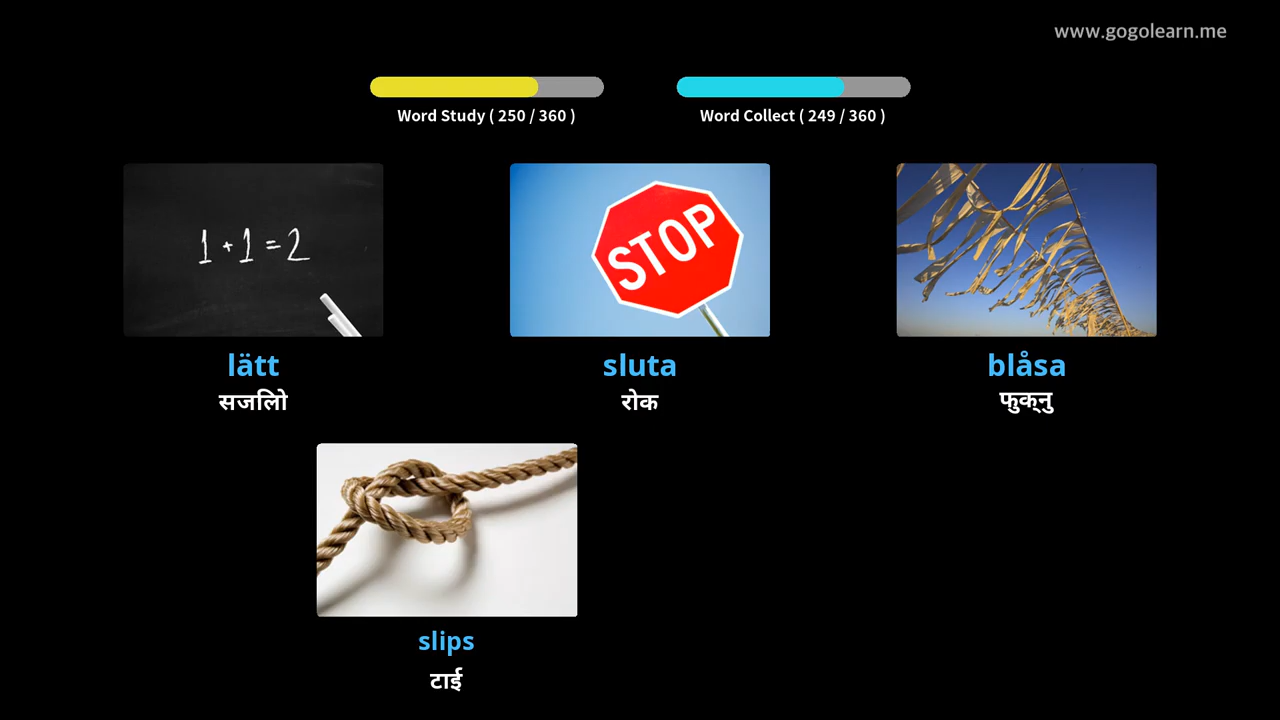 www.gogolearn.me
Word Study ( 250 / 360 )
Word Collect ( 249 / 360 )
1 + 1 = 2
STOP
lätt
sluta
blåsa
सजिलो
रोक
फुक्नु
slips
टाई